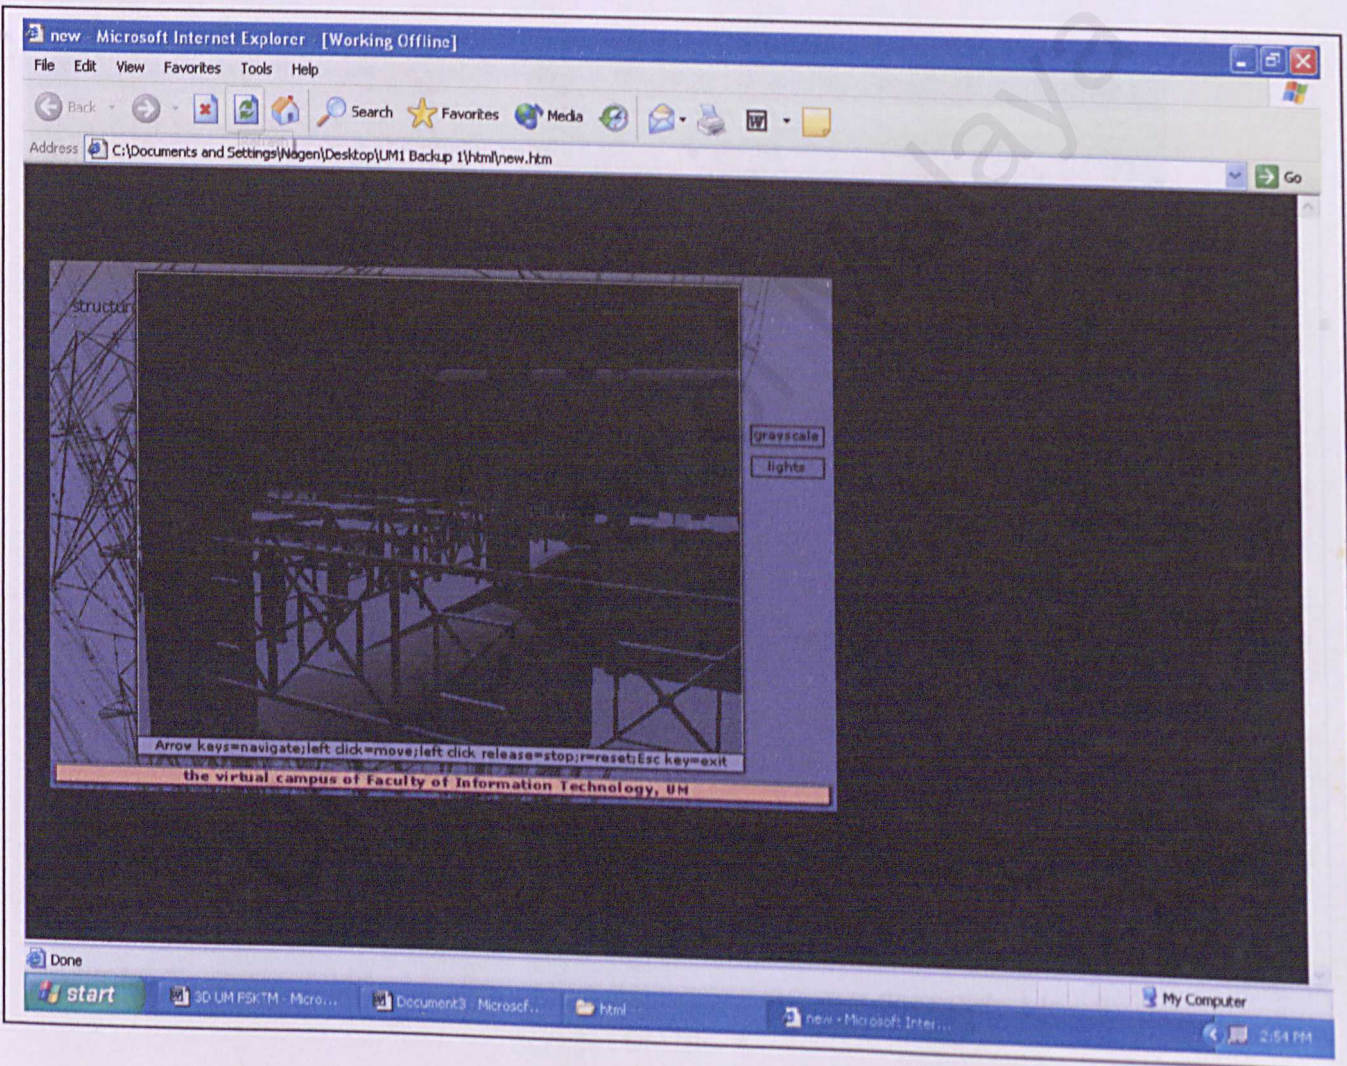 new - Microsoft Internet Explorer - [Working Offline]
File Edit View Favorites Tools Help
Back Search Favorites Media
Refresh
Address C:\Documents and Settings\Nagen\Desktop\UM1 Backup 1\html\new.htm Go
structur
grayscale
lights
Arrow keys=navigate;left click=move;left click release=stop;r=reset;Esc key=exit
the virtual campus of Faculty of Information Technology, UM
Done My Computer
start 3D UM FSKTM - Micro... Document3 - Microsof... html new - Microsoft Inter... 2:54 PM